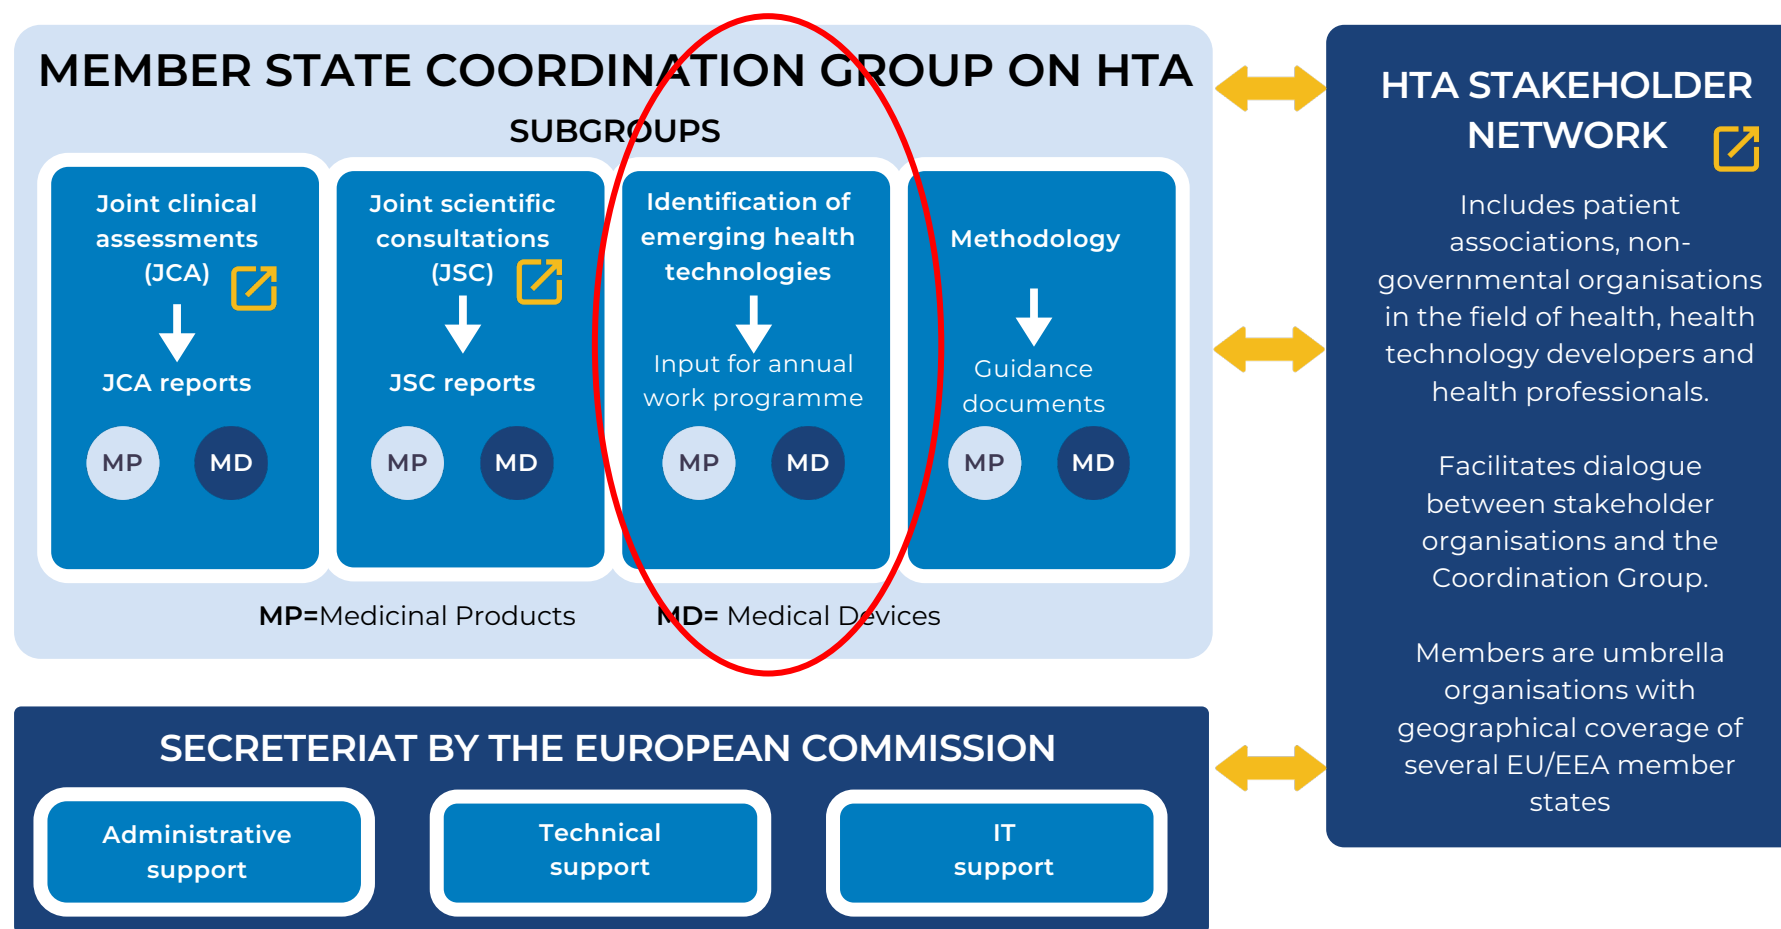 MEMBER STATE COORDINATION GROUP ON HTA
SUBGROUPS
Joint clinical
assessments
(JCA)
JCA reports
MP MD
Joint scientific
consultations
(JSC)
JSC reports
MP MD
Identification of
emerging health
technologies
Input for annual
work programme
MP MD
Methodology
Guidance
documents
MP MD
MP=Medicinal Products MD= Medical Devices
SECRETERIAT BY THE EUROPEAN COMMISSION
Administrative
support
Technical
support
IT
support
HTA STAKEHOLDER
NETWORK
Includes patient
associations, non-
governmental organisations
in the field of health, health
technology developers and
health professionals.
Facilitates dialogue
between stakeholder
organisations and the
Coordination Group.
Members are umbrella
organisations with
geographical coverage of
several EU/EEA member
states